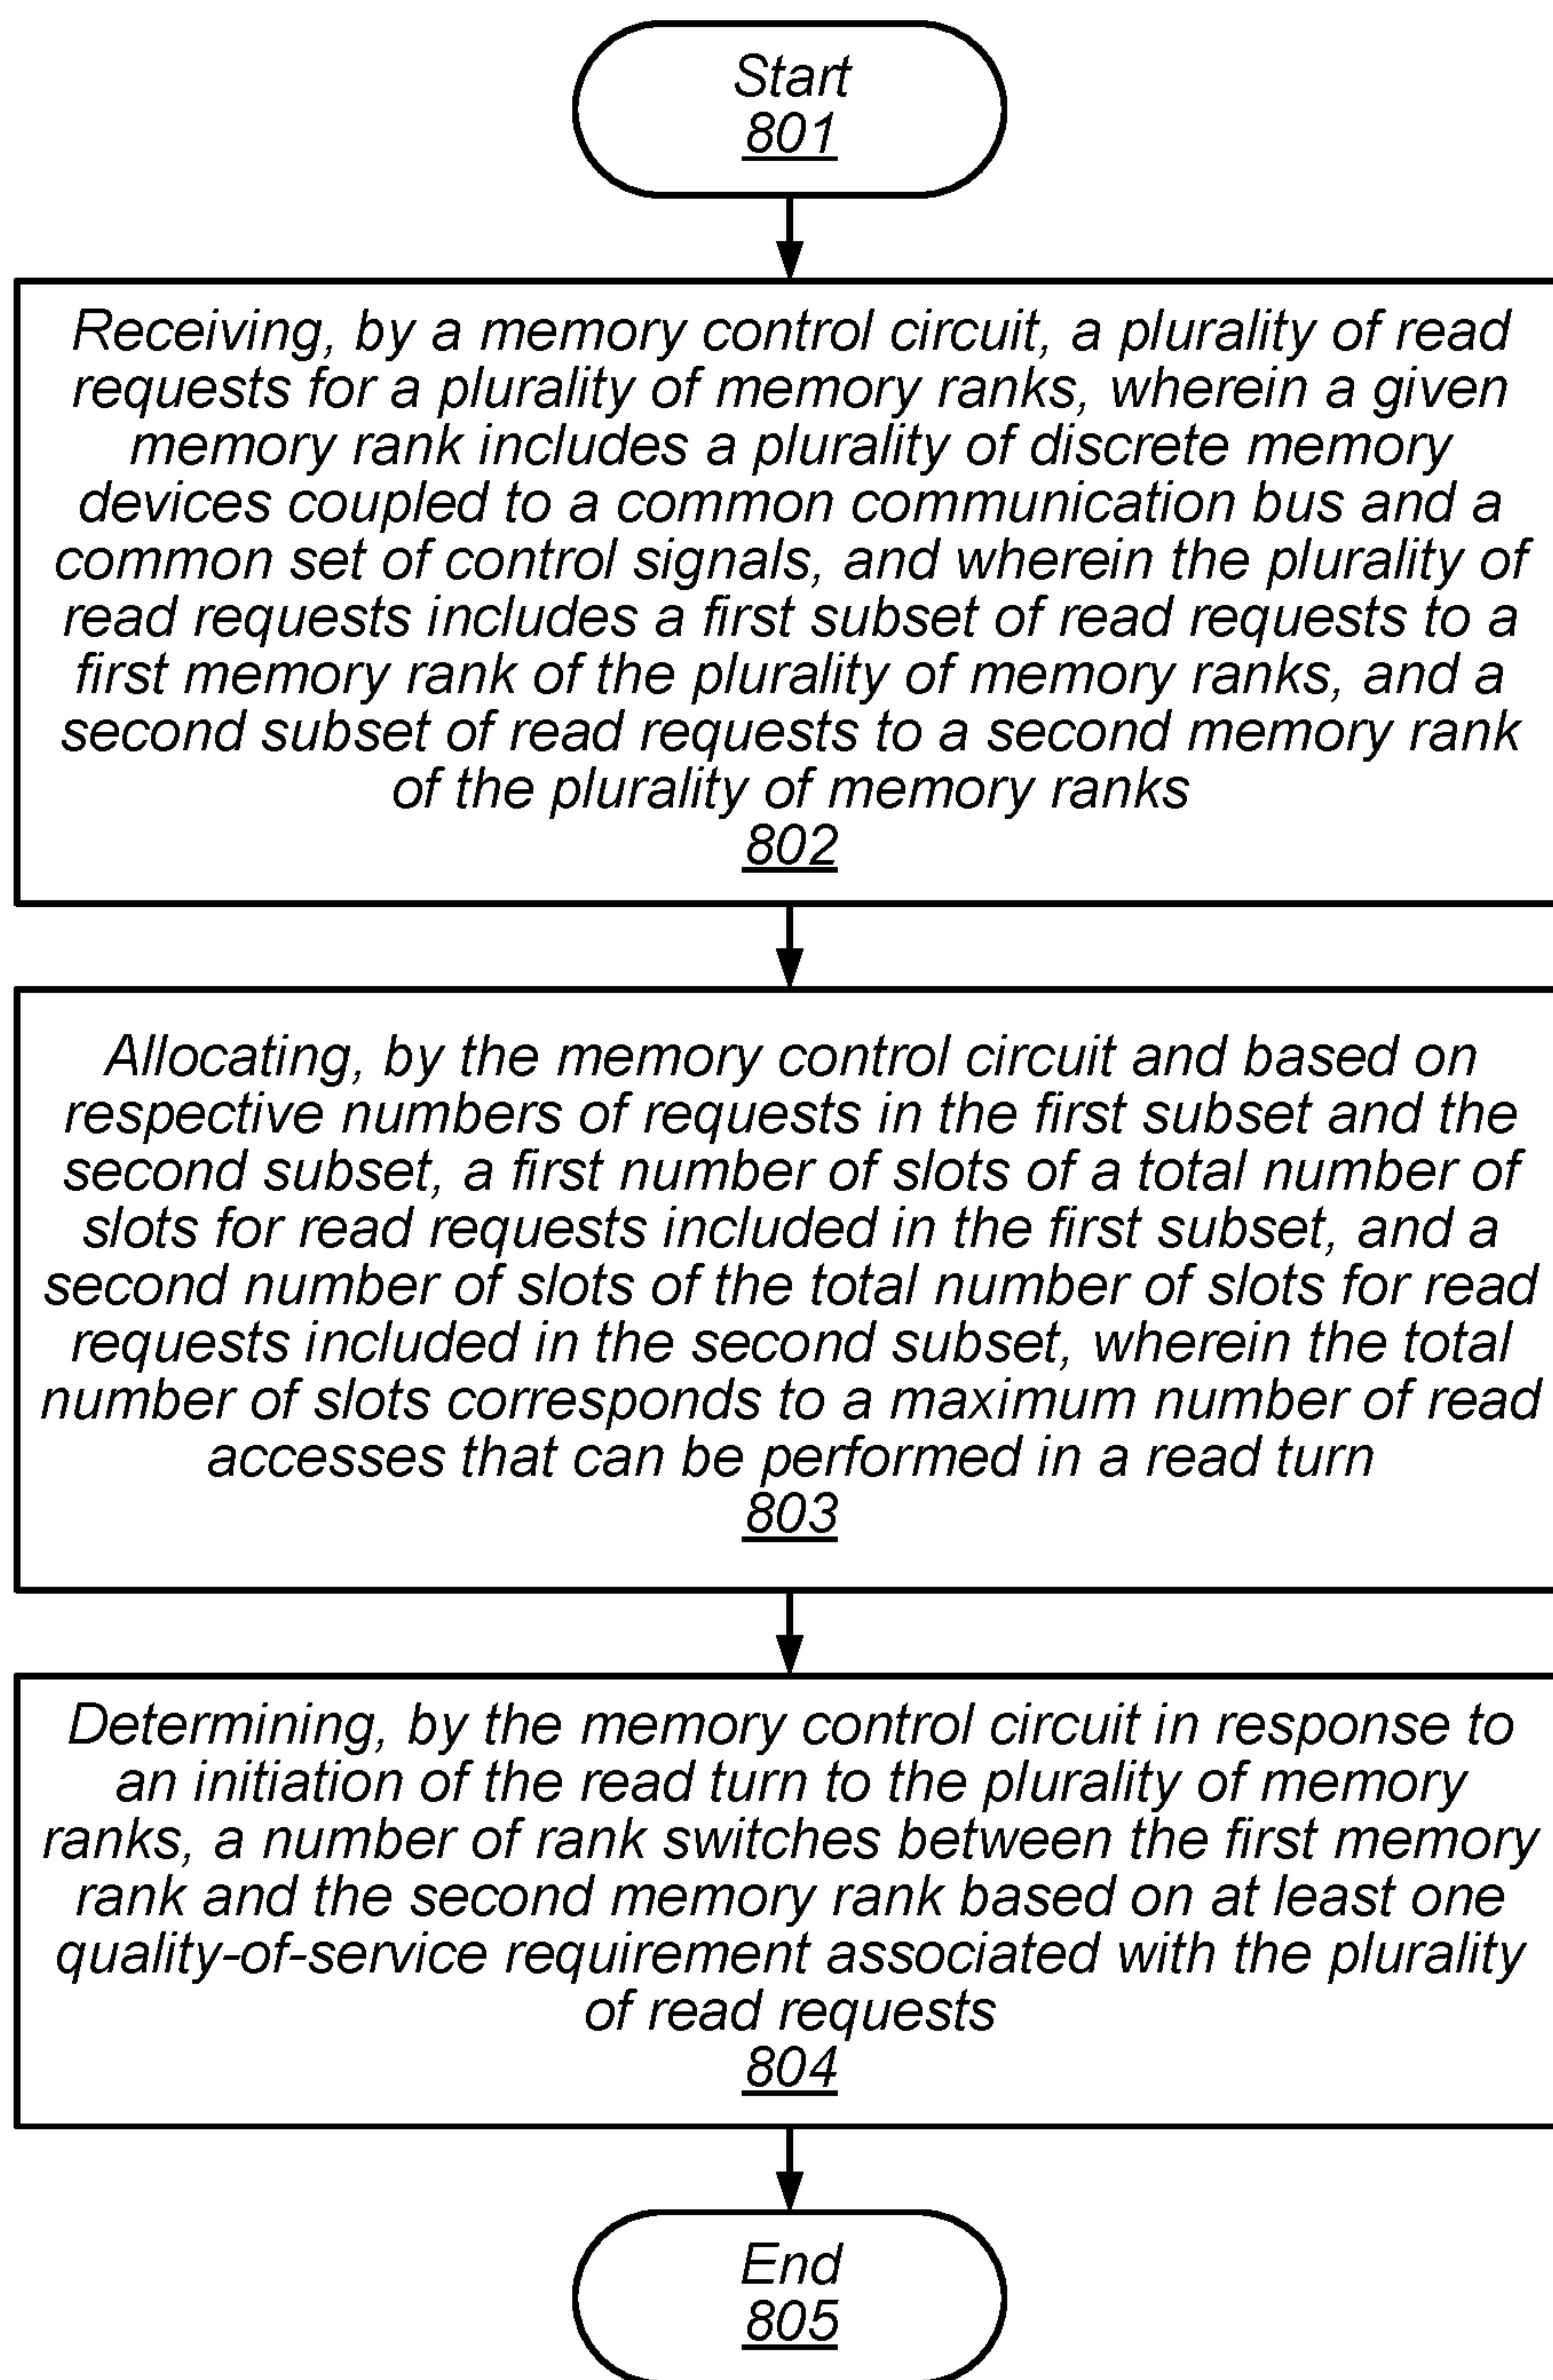 Start
801
Receiving, by a memory control circuit, a plurality of read
requests for a plurality of memory ranks, wherein a given
memory rank includes a plurality of discrete memory
devices coupled to a common communication bus and a
common set of control signals, and wherein the plurality of
read requests includes a first subset of read requests to a
first memory rank of the plurality of memory ranks, and a
second subset of read requests to a second memory rank
of the plurality of memory ranks
802
Allocating, by the memory control circuit and based on
respective numbers of requests in the first subset and the
second subset, a first number of slots of a total number of
slots for read requests included in the first subset, and a
second number of slots of the total number of slots for read
requests included in the second subset, wherein the total
number of slots corresponds to a maximum number of read
accesses that can be performed in a read turn
803
Determining, by the memory control circuit in response to
an initiation of the read turn to the plurality of memory
ranks, a number of rank switches between the first memory
rank and the second memory rank based on at least one
quality-of-service requirement associated with the plurality
of read requests
804
End
805